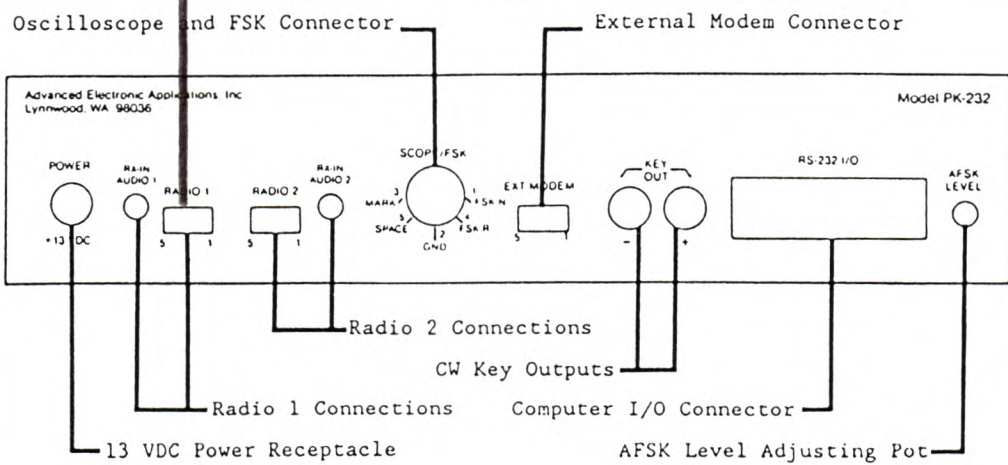 Oscilloscope and FSK Connector
External Modem Connector
Advanced Electronic Applications, Inc.
Lynnwood, WA 98036
Model PK-232
POWER
+13 VDC
RX-IN
AUDIO 1
RADIO 1
5 1
RADIO 2
5 1
RX-IN
AUDIO 2
SCOPE/FSK
3 1
MARK FSK N
5 4
SPACE FSK R
2
GND
EXT MODEM
5 1
KEY
OUT
- +
RS-232 I/O
AFSK
LEVEL
Radio 2 Connections
CW Key Outputs
Radio 1 Connections
Computer I/O Connector
13 VDC Power Receptacle
AFSK Level Adjusting Pot